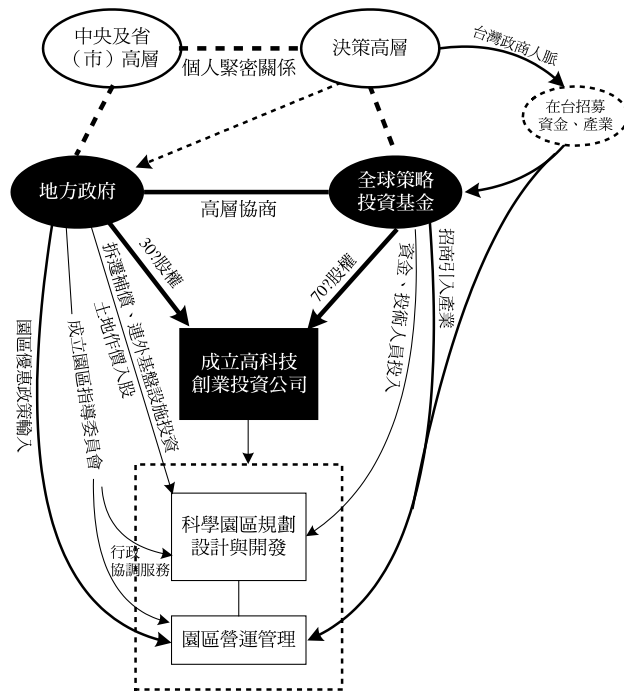 中央及省
（市）高層
決策高層
台灣政商人脈
個人緊密關係
在台招募
資金、產業
地方政府
全球策略
投資基金
高層協商
30?股權
70?股權
招商引入產業
資金、技術人員投入
拆遷補償、連外基盤設施投資
土地作價入股
成立園區指導委員會
園區優惠政策輸入
成立高科技
創業投資公司
科學園區規劃
設計與開發
行政
協調服務
園區營運管理